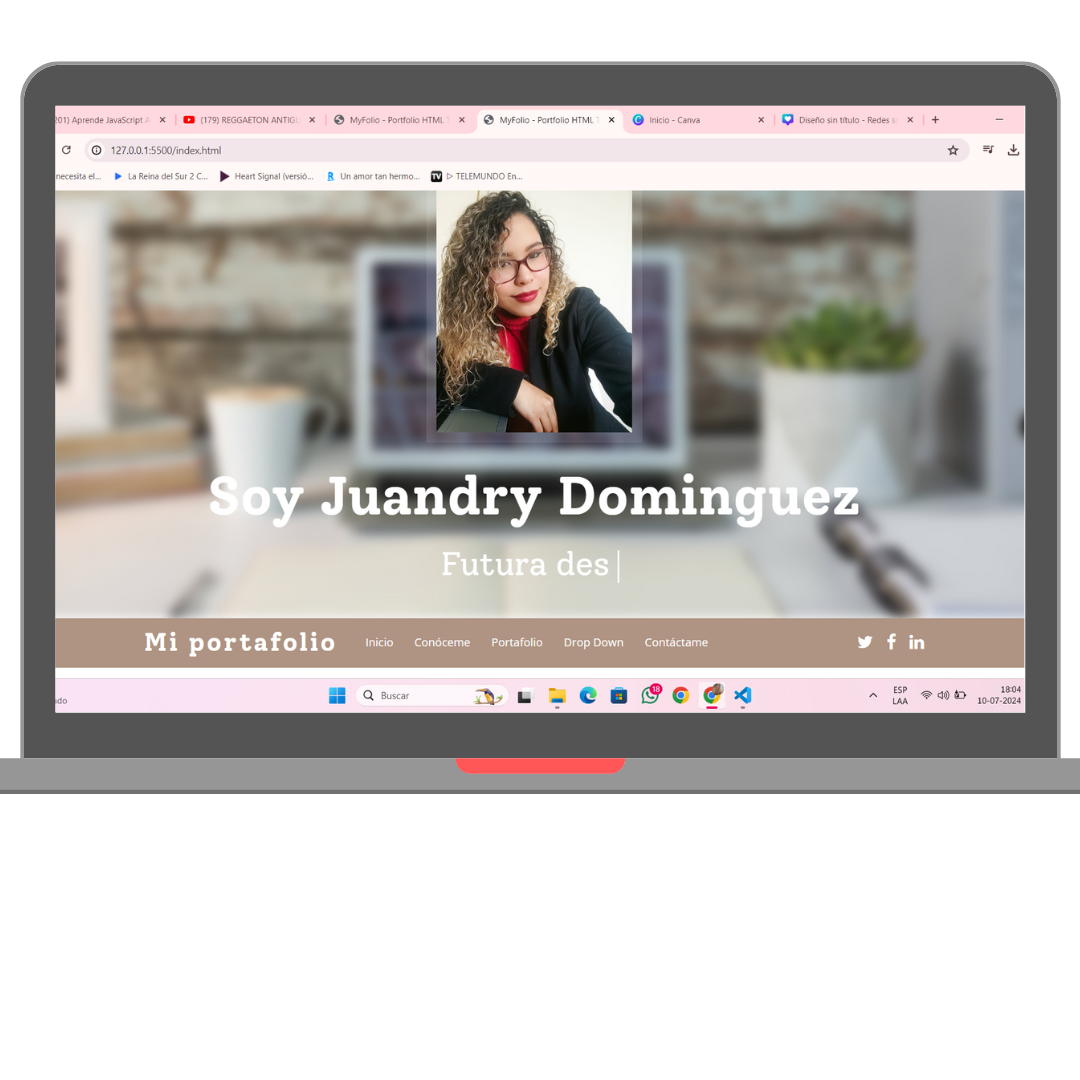 201) Aprende JavaScript A
(179) REGGAETON ANTIGU
MyFolio - Portfolio HTML T
MyFolio - Portfolio HTML T
Inicio - Canva
Diseño sin título - Redes s
127.0.0.1:5500/index.html
necesita el...
La Reina del Sur 2 C...
Heart Signal (versió...
Un amor tan hermo...
TV
▷ TELEMUNDO En...
Soy Juandry Dominguez
Futura des|
Mi portafolio
Inicio
Conóceme
Portafolio
Drop Down
Contáctame
Buscar
18
ESP
LAA
18:04
10-07-2024